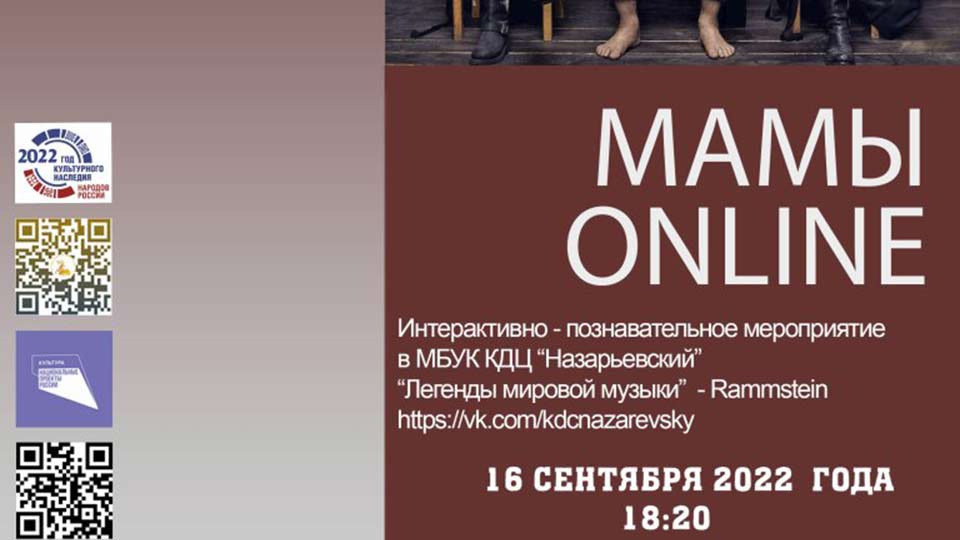 2022 ГОД
КУЛЬТУРНОГО
НАСЛЕДИЯ
НАРОДОВ
РОССИИ
КУЛЬТУРА
НАЦИОНАЛЬНЫЕ
ПРОЕКТЫ
РОССИИ
МАМЫ
ONLINE
Интерактивно - познавательное мероприятие
в МБУК КДЦ “Назарьевский”
“Легенды мировой музыки” - Rammstein
https://vk.com/kdcnazarevsky
16 СЕНТЯБРЯ 2022 ГОДА
18:20